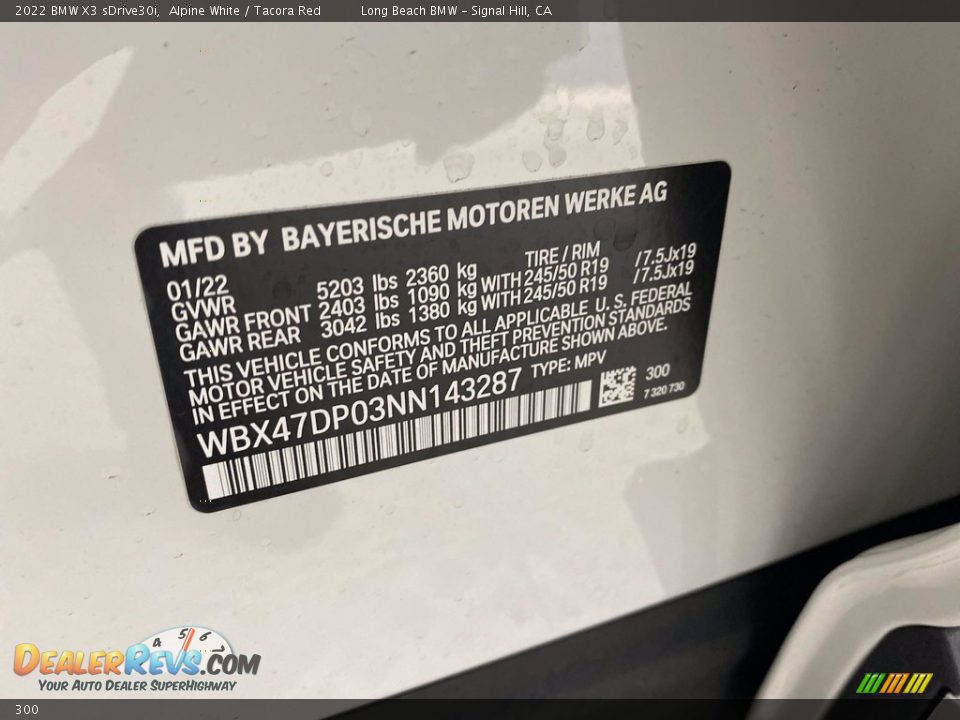 2022 BMW X3 sDrive30i,  Alpine White / Tacora Red
Long Beach BMW - Signal Hill, CA
MFD BY BAYERISCHE MOTOREN WERKE AG
01/22 TIRE / RIM
GVWR 5203 lbs 2360 kg
GAWR FRONT 2403 lbs 1090 kg WITH 245/50 R19 /7.5Jx19
GAWR REAR 3042 lbs 1380 kg WITH 245/50 R19 /7.5Jx19
THIS VEHICLE CONFORMS TO ALL APPLICABLE U. S. FEDERAL
MOTOR VEHICLE SAFETY AND THEFT PREVENTION STANDARDS
IN EFFECT ON THE DATE OF MANUFACTURE SHOWN ABOVE.
WBX47DP03NN143287 TYPE: MPV
300
7 320 730
4 5 6
DEALERREVS.COM
YOUR AUTO DEALER SUPERHIGHWAY
300